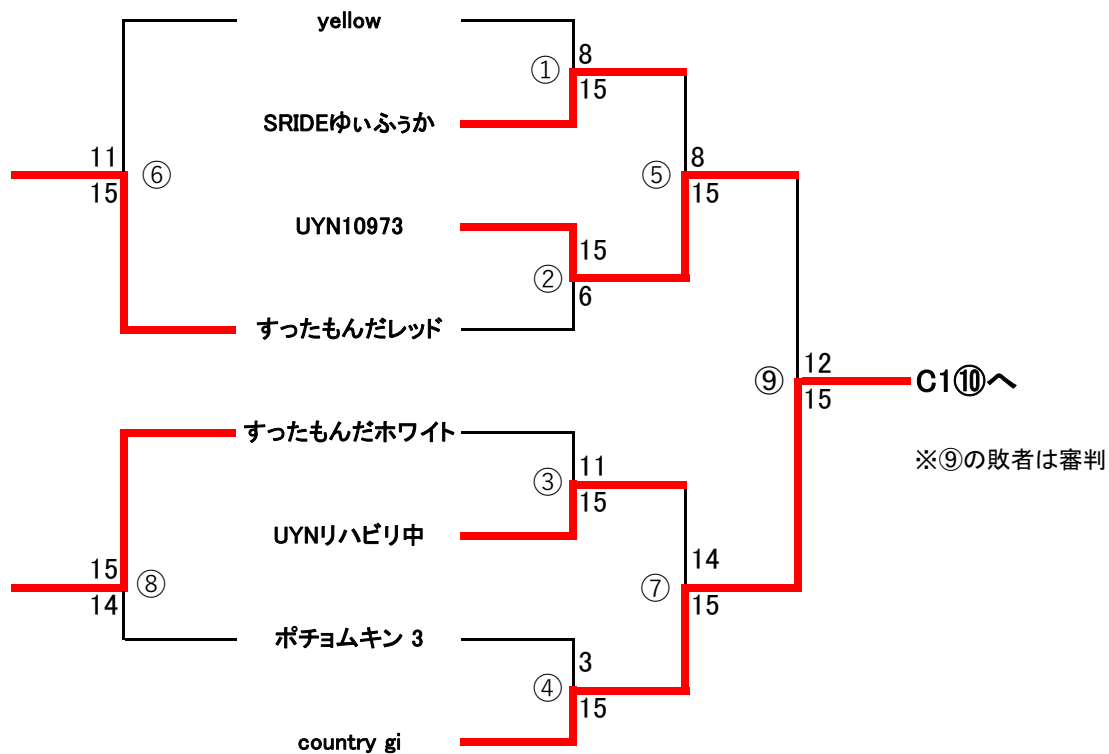 yellow
8
①
15
SRIDEゆぃふぅか
11
⑥
15
8
⑤
15
UYN10973
15
②
6
すったもんだレッド
12
⑨
15
C1⑩へ
すったもんだホワイト
※⑨の敗者は審判
11
③
15
UYNリハビリ中
15
⑧
14
14
⑦
15
ポチョムキン 3
3
④
15
country gi